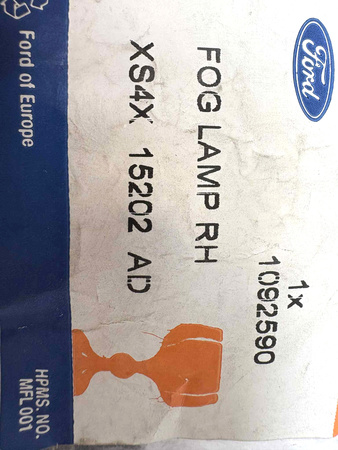 Ford
1x
1092590
FOG LAMP RH
XS4X 15202 AD
Ford of Europe
HPMS. NO.
MFL001